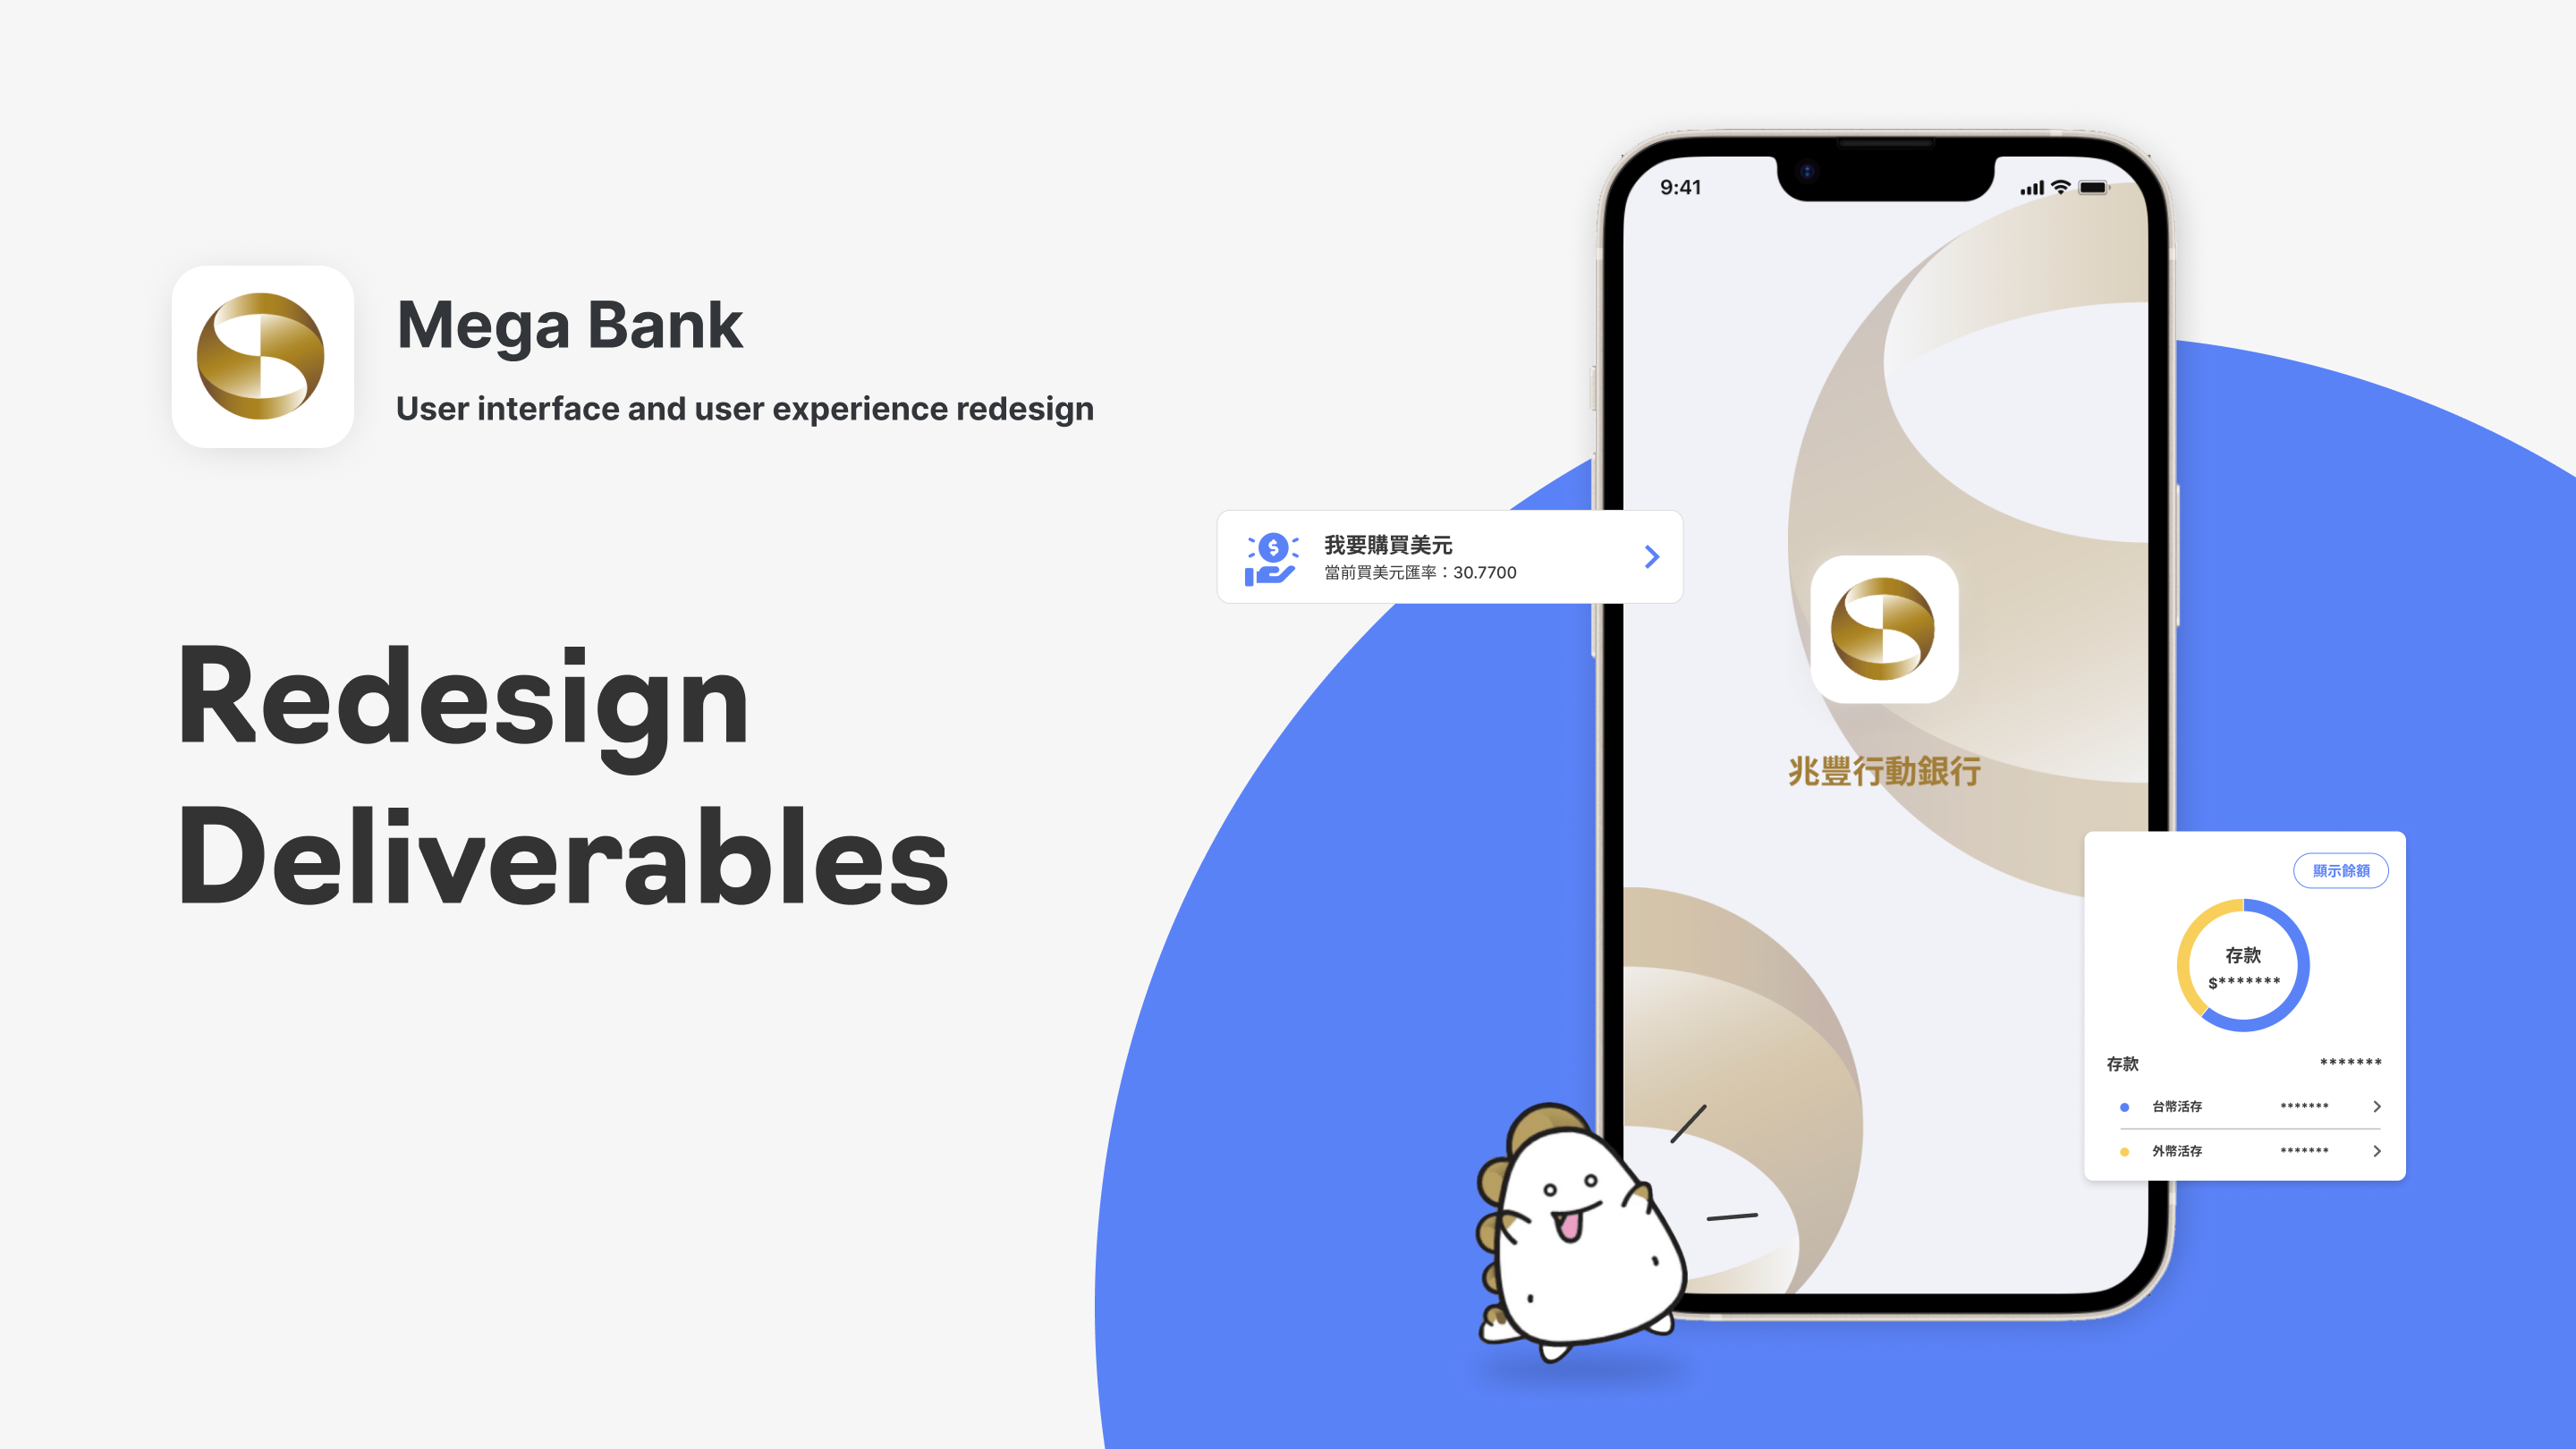 Mega Bank
User interface and user experience redesign
Redesign
Deliverables
9:41
我要購買美元
當前買美元匯率：30.7700
兆豐行動銀行
顯示餘額
存款
$*******
存款 *******
台幣活存 *******
外幣活存 *******